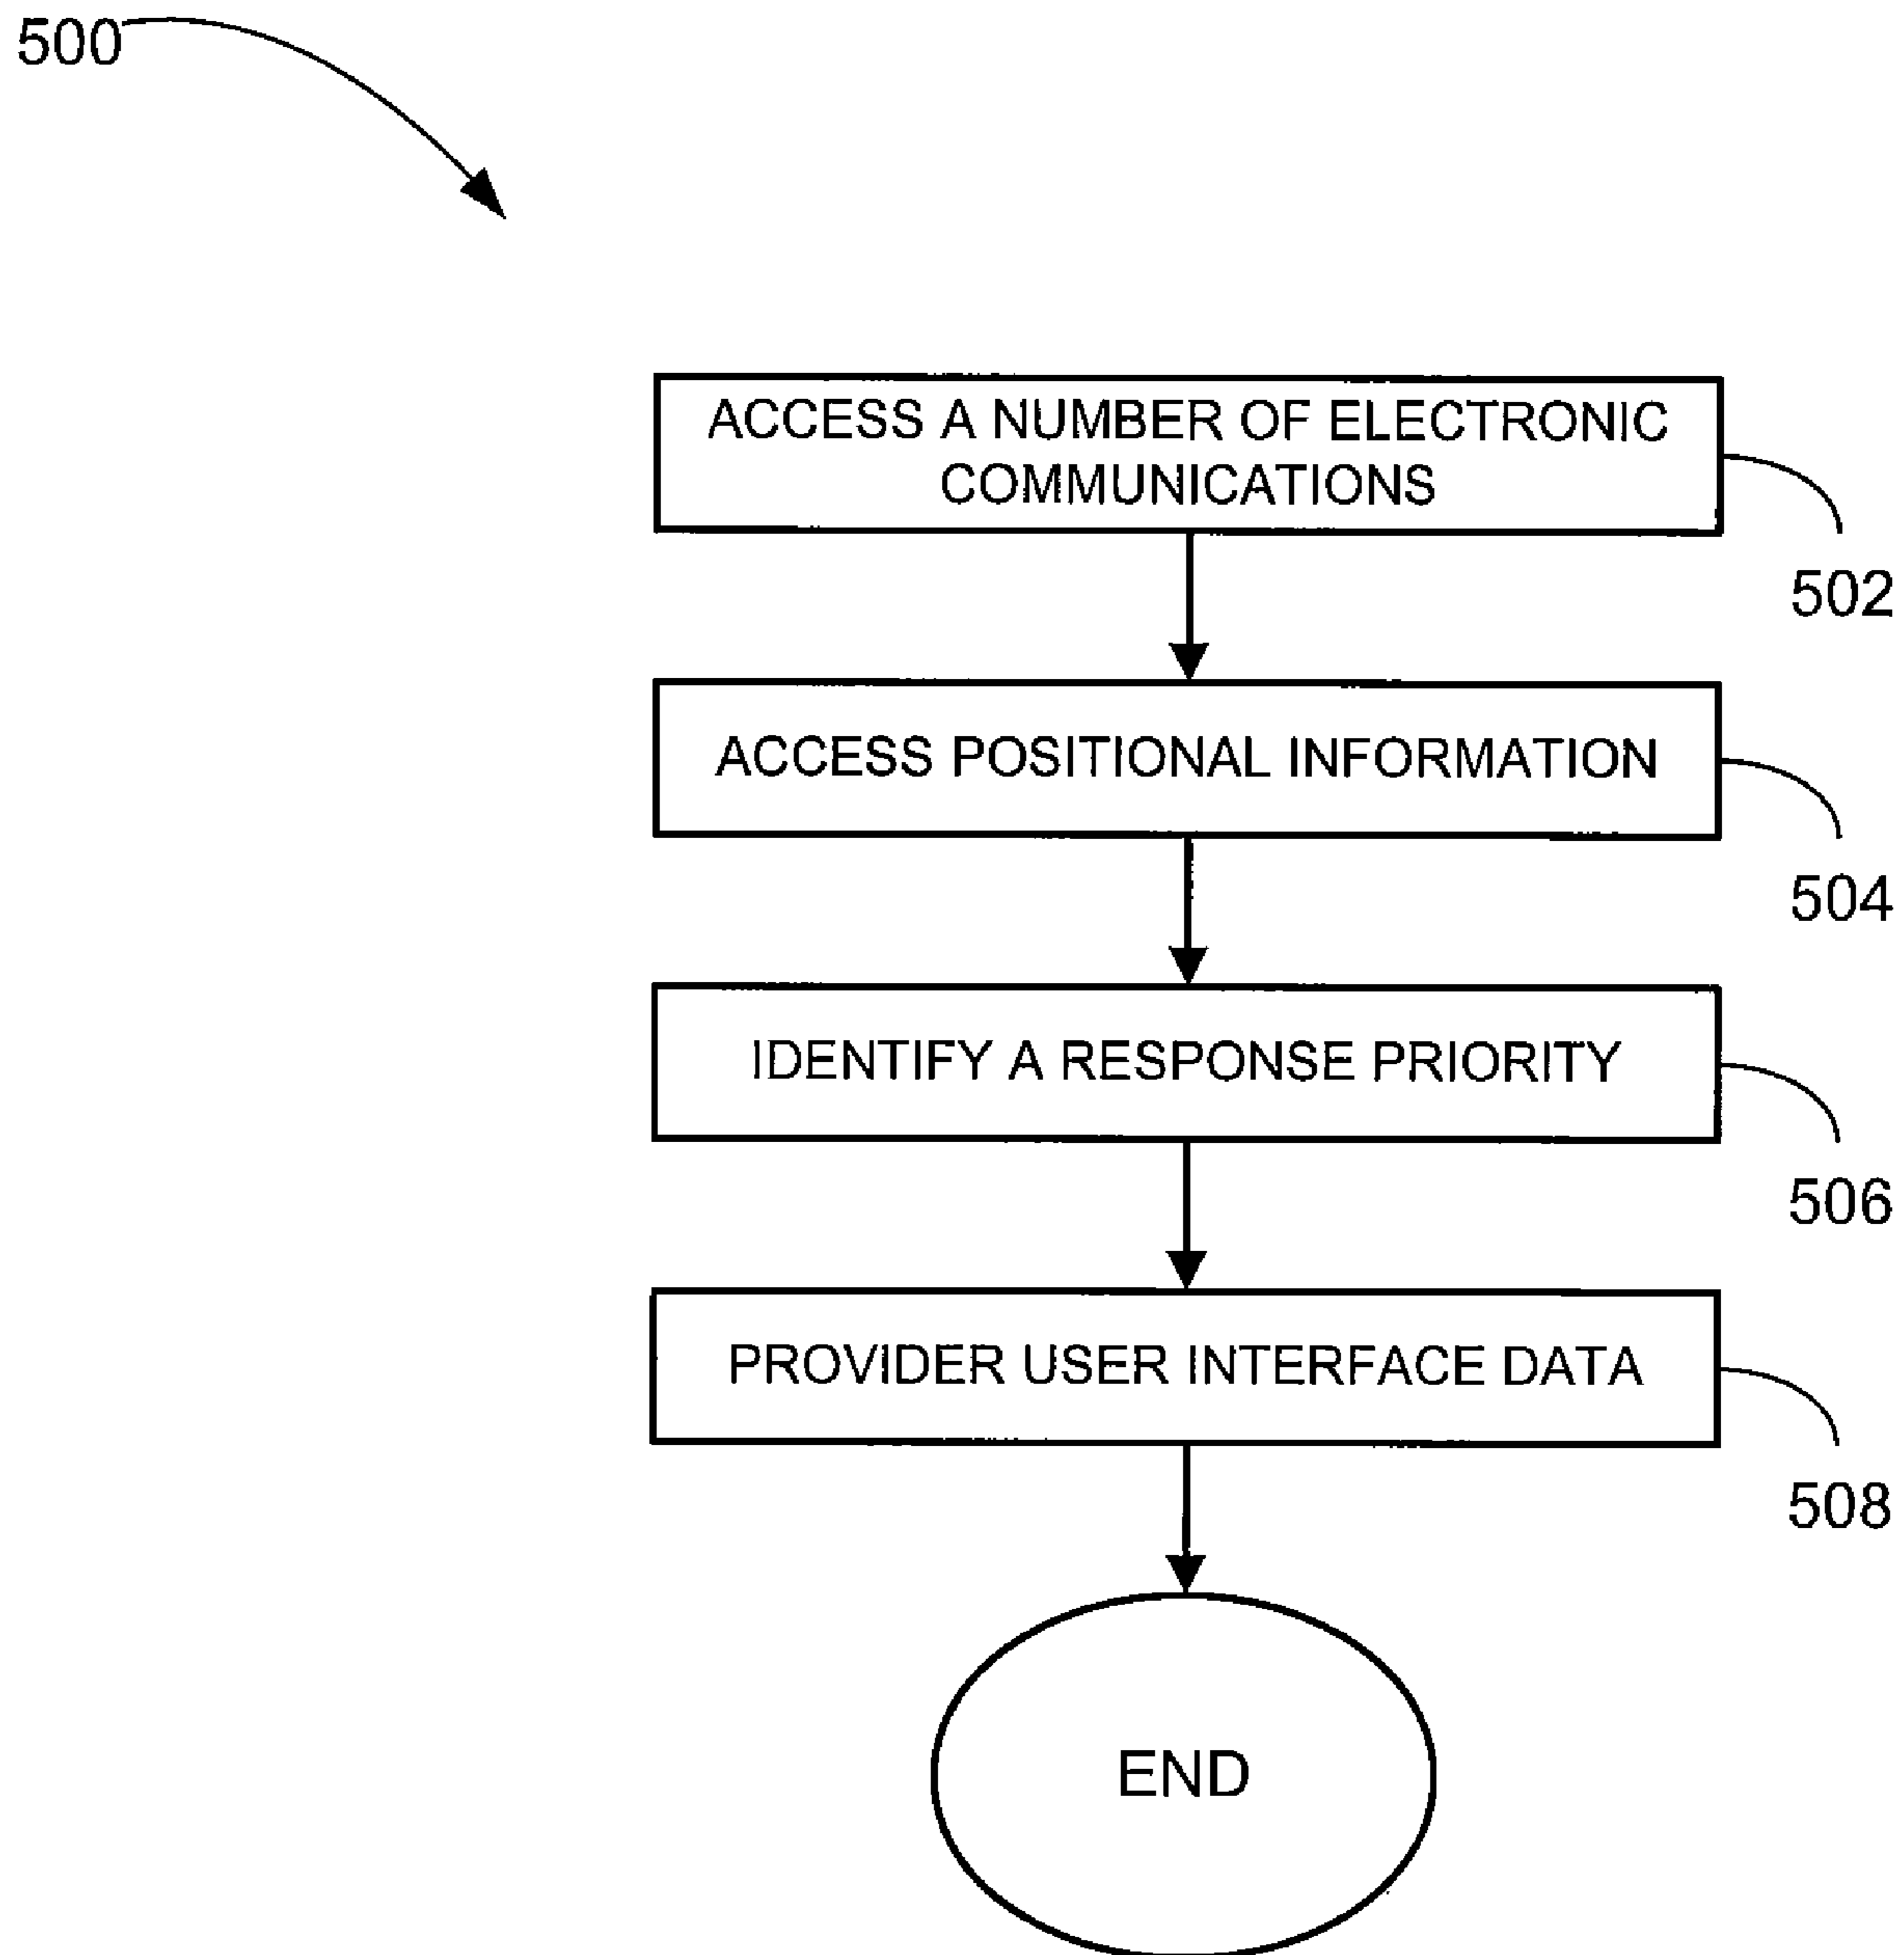 500
ACCESS A NUMBER OF ELECTRONIC
COMMUNICATIONS
502
ACCESS POSITIONAL INFORMATION
504
IDENTIFY A RESPONSE PRIORITY
506
PROVIDER USER INTERFACE DATA
508
END